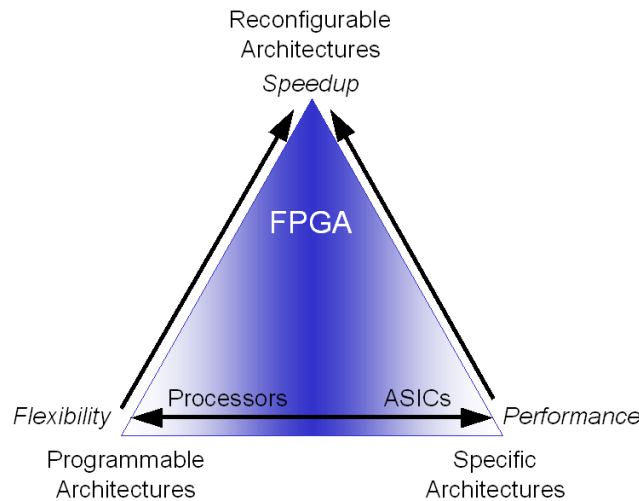 Reconfigurable
Architectures
Speedup
FPGA
Processors ASICs
Flexibility Performance
Programmable Specific
Architectures Architectures